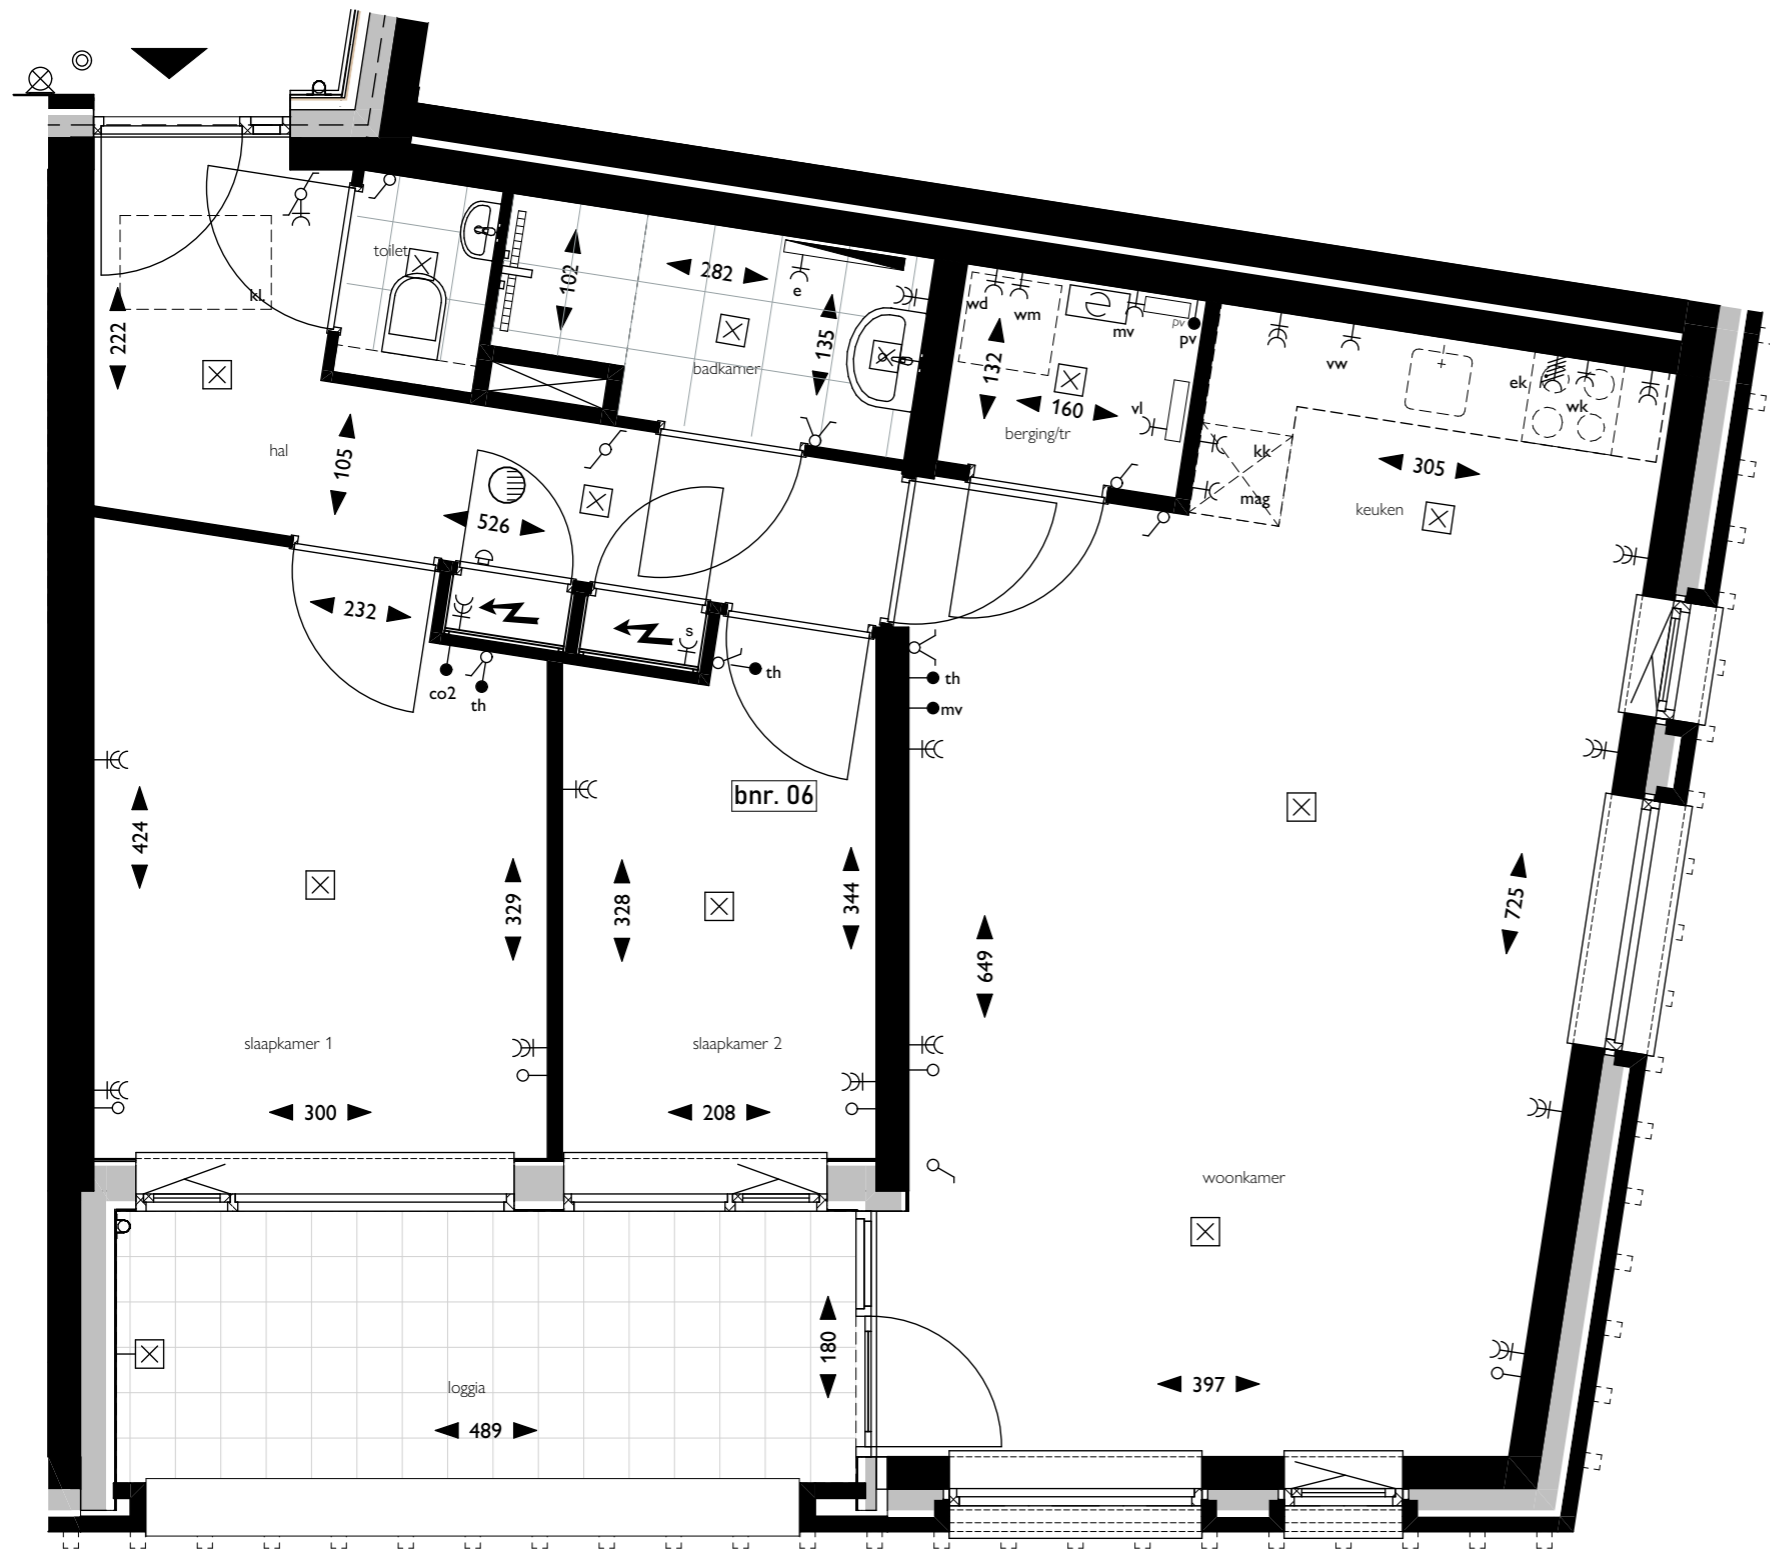 toilet
kl.
222
102
282
e
135
badkamer
wd
wm
132
mv
pv
pv
160
vl
berging/tr
vw
ek
wk
kk
mag
305
keuken
hal
105
526
232
s
co2
th
th
th
mv
bnr. 06
424
329
328
344
649
725
slaapkamer 1
slaapkamer 2
300
208
woonkamer
180
397
loggia
489